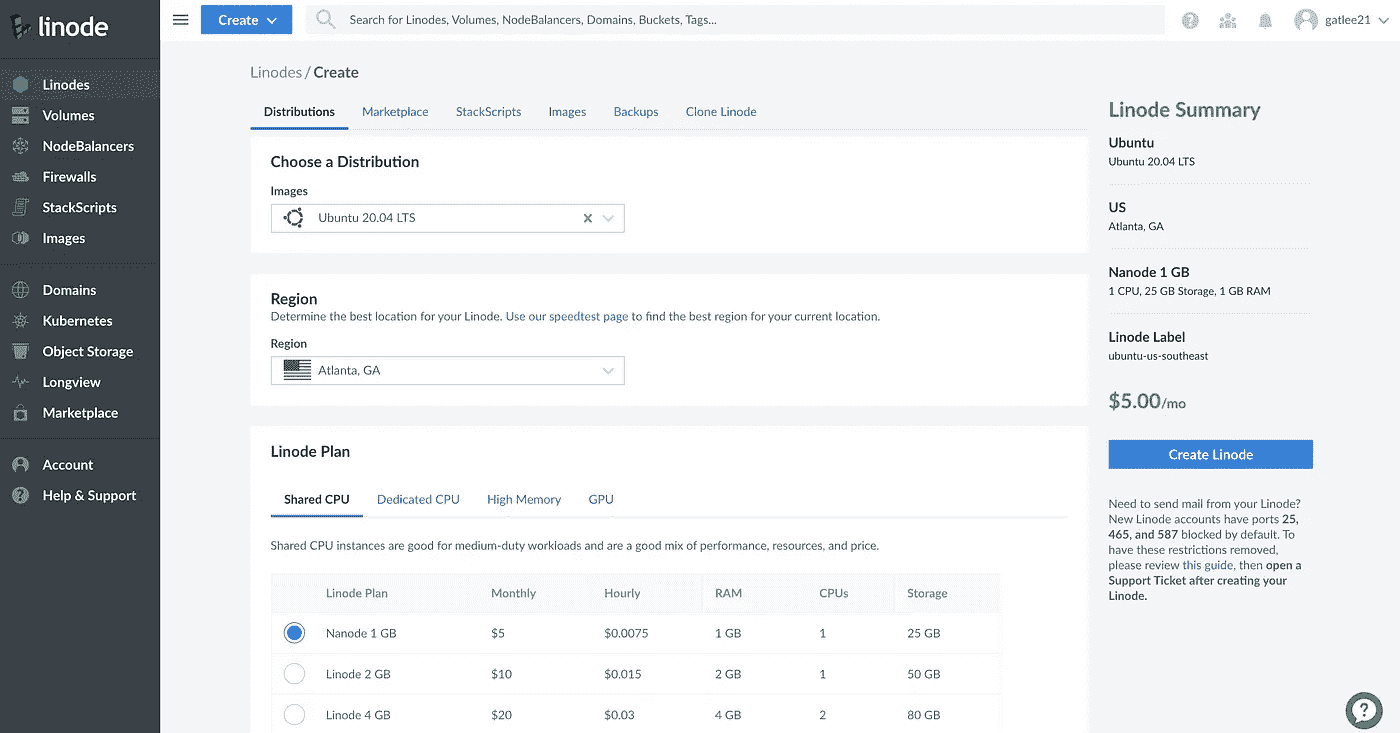 linode
Create
Search for Linodes, Volumes, NodeBalancers, Domains, Buckets, Tags...
gatlee21
Linodes
Volumes
NodeBalancers
Firewalls
StackScripts
Images
Domains
Kubernetes
Object Storage
Longview
Marketplace
Account
Help & Support
Linodes / Create
Distributions Marketplace StackScripts Images Backups Clone Linode
Choose a Distribution
Images
Ubuntu 20.04 LTS
Region
Determine the best location for your Linode. Use our speedtest page to find the best region for your current location.
Region
Atlanta, GA
Linode Plan
Shared CPU Dedicated CPU High Memory GPU
Shared CPU instances are good for medium-duty workloads and are a good mix of performance, resources, and price.
Linode Plan Monthly Hourly RAM CPUs Storage
Nanode 1 GB $5 $0.0075 1 GB 1 25 GB
Linode 2 GB $10 $0.015 2 GB 1 50 GB
Linode 4 GB $20 $0.03 4 GB 2 80 GB
Linode Summary
Ubuntu
Ubuntu 20.04 LTS
US
Atlanta, GA
Nanode 1 GB
1 CPU, 25 GB Storage, 1 GB RAM
Linode Label
ubuntu-us-southeast
$5.00/mo
Create Linode
Need to send mail from your Linode?
New Linode accounts have ports 25,
465, and 587 blocked by default. To
have these restrictions removed,
please review this guide, then open a
Support Ticket after creating your
Linode.